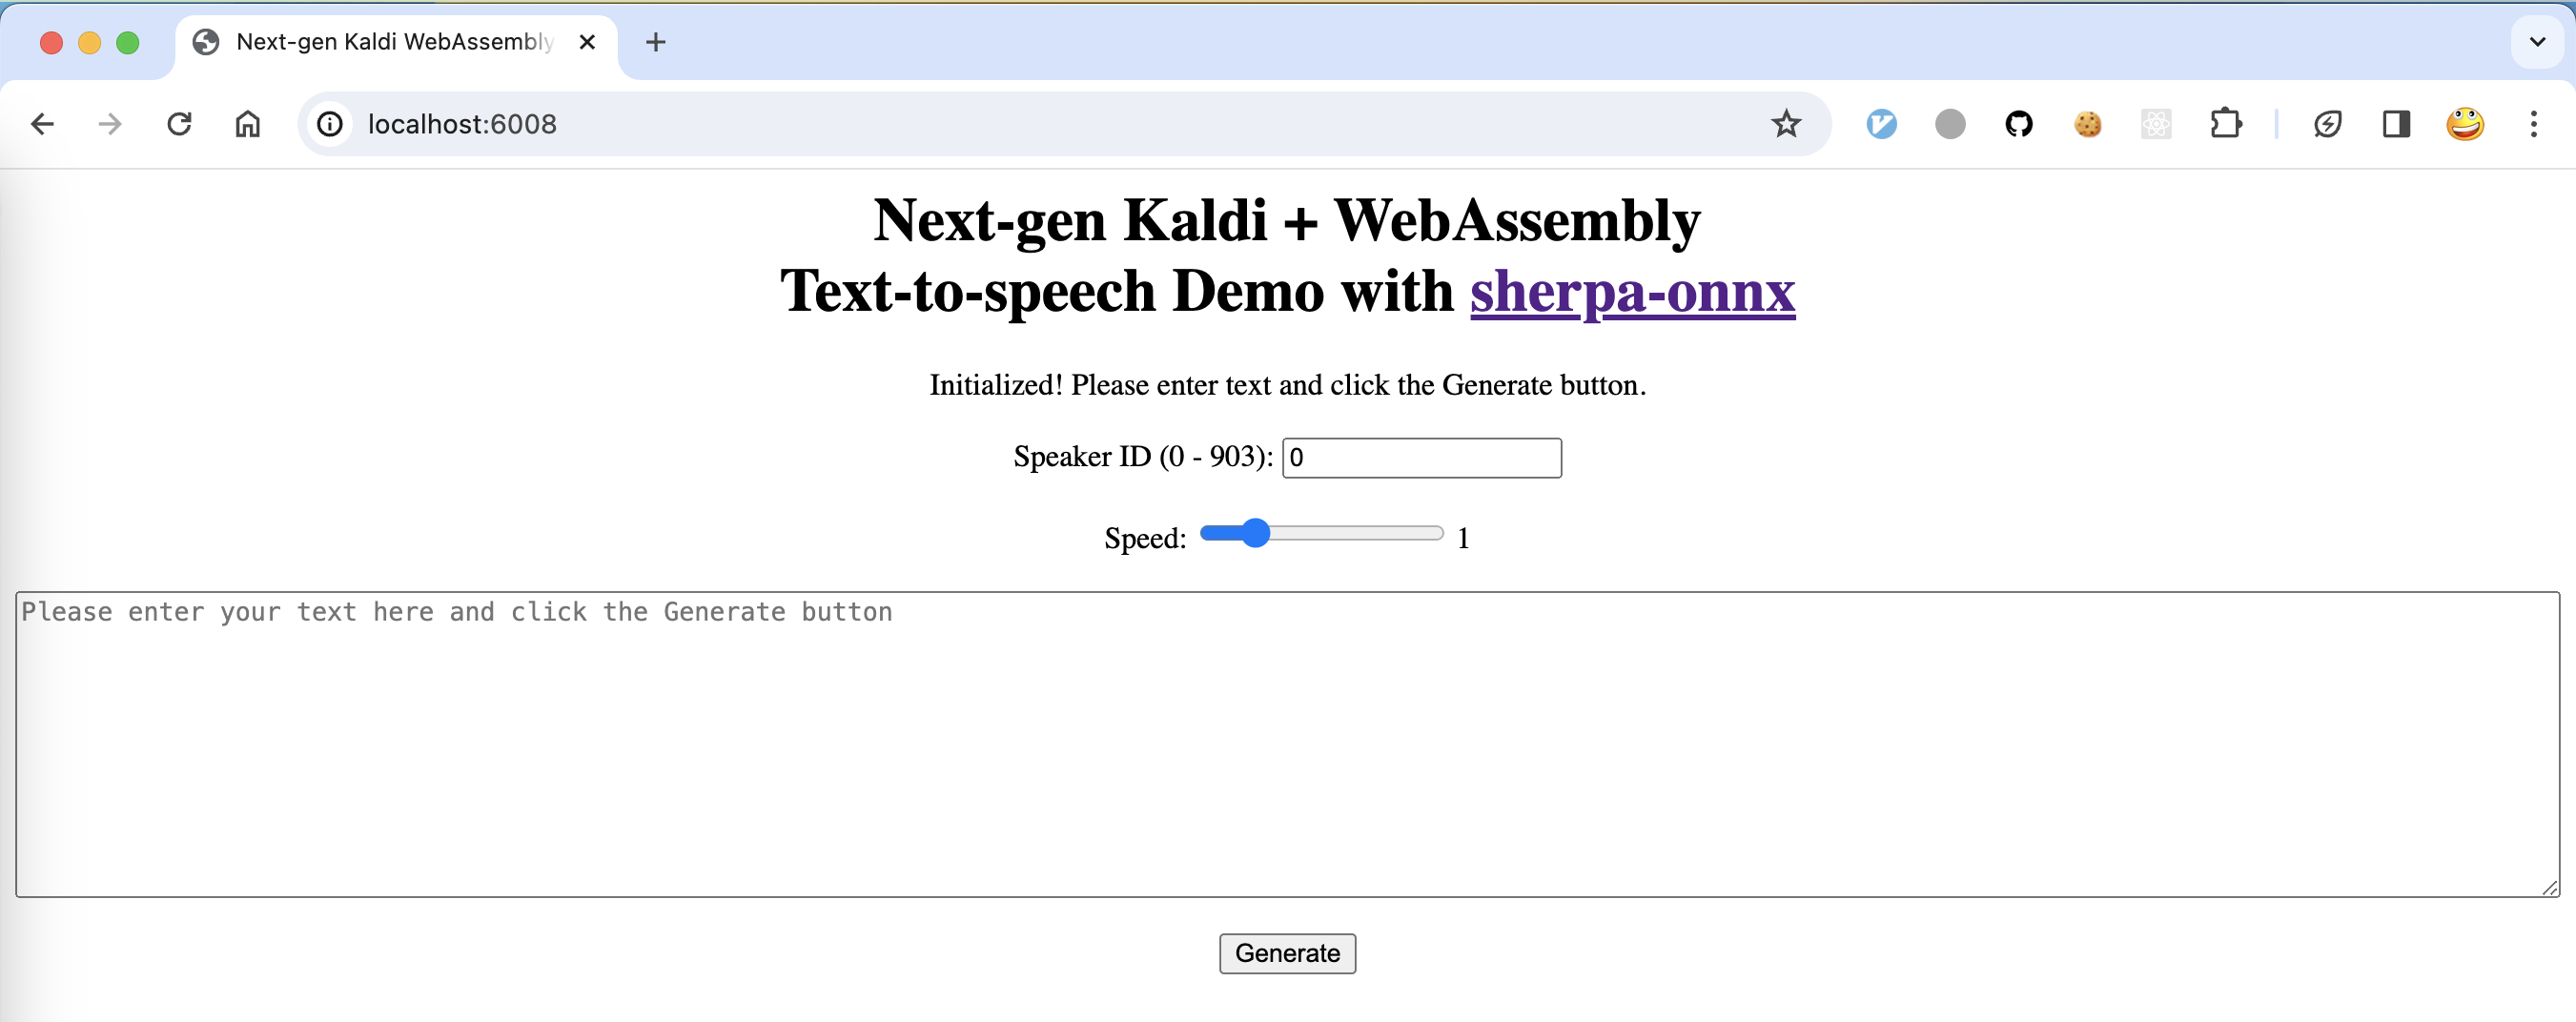 Next-gen Kaldi WebAssembly
localhost:6008
Next-gen Kaldi + WebAssembly
Text-to-speech Demo with sherpa-onnx
Initialized! Please enter text and click the Generate button.
Speaker ID (0 - 903): 0
Speed: 1
Please enter your text here and click the Generate button
Generate